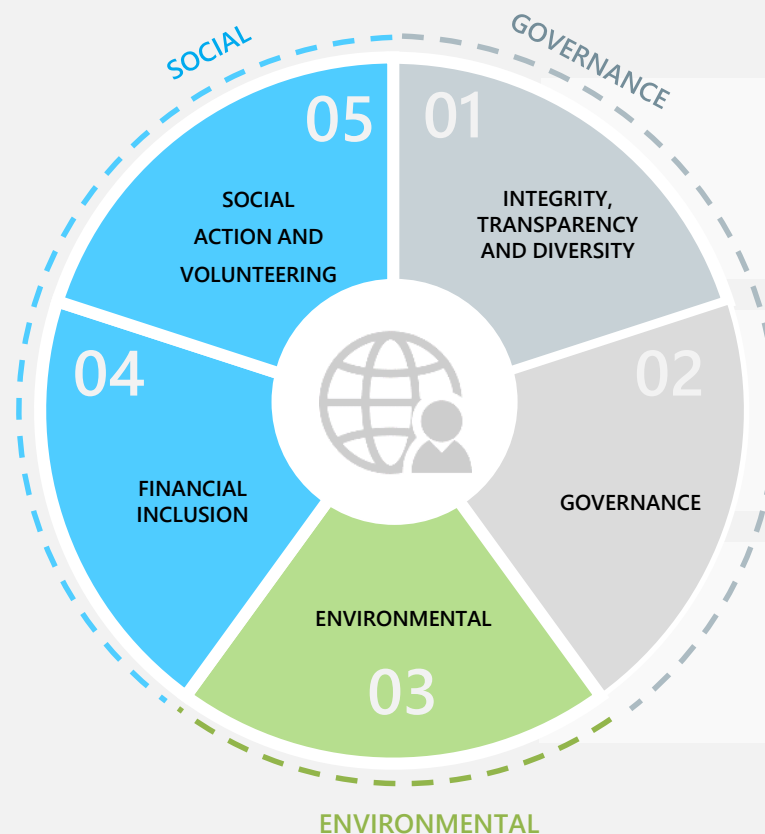 SOCIAL
GOVERNANCE
05
01
SOCIAL
ACTION AND
VOLUNTEERING
INTEGRITY,
TRANSPARENCY
AND DIVERSITY
04
02
FINANCIAL
INCLUSION
GOVERNANCE
ENVIRONMENTAL
03
ENVIRONMENTAL